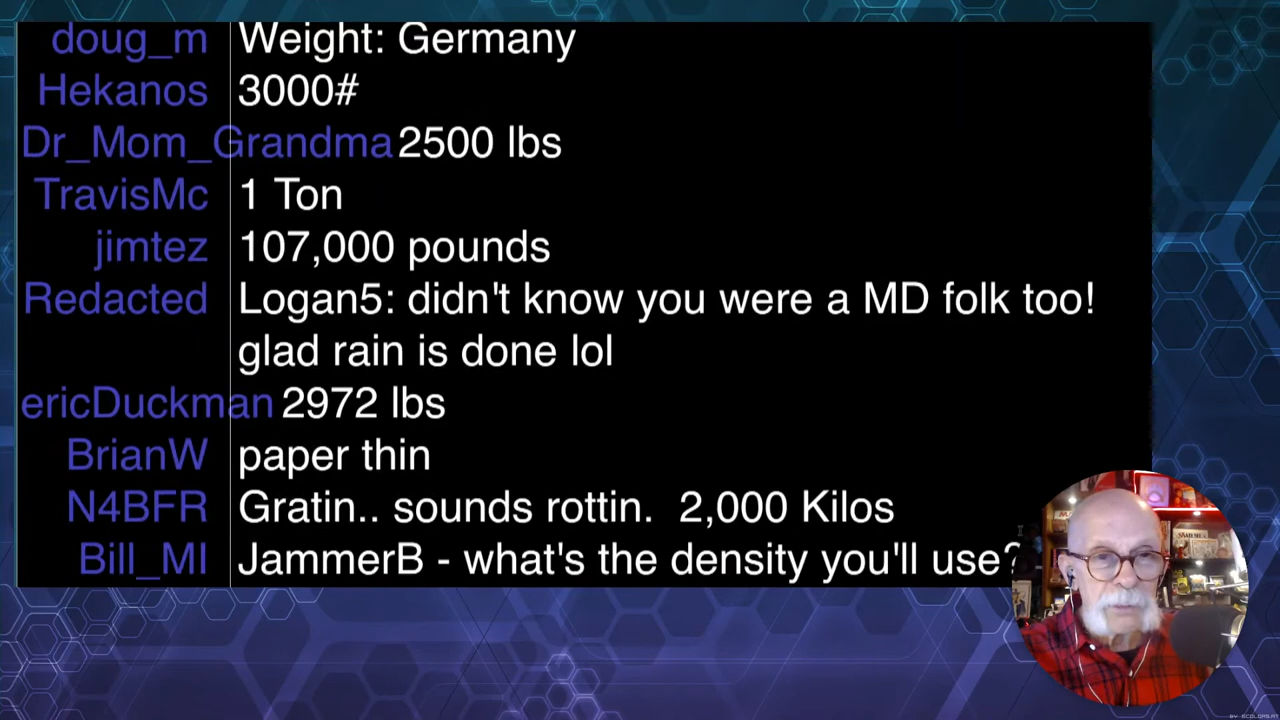 doug_m Weight: Germany
Hekanos 3000#
Dr_Mom_Grandma 2500 lbs
TravisMc 1 Ton
jimtez 107,000 pounds
Redacted Logan5: didn't know you were a MD folk too!
glad rain is done lol
ericDuckman 2972 lbs
BrianW paper thin
N4BFR Gratin.. sounds rottin.  2,000 Kilos
Bill_MI JammerB - what's the density you'll use?